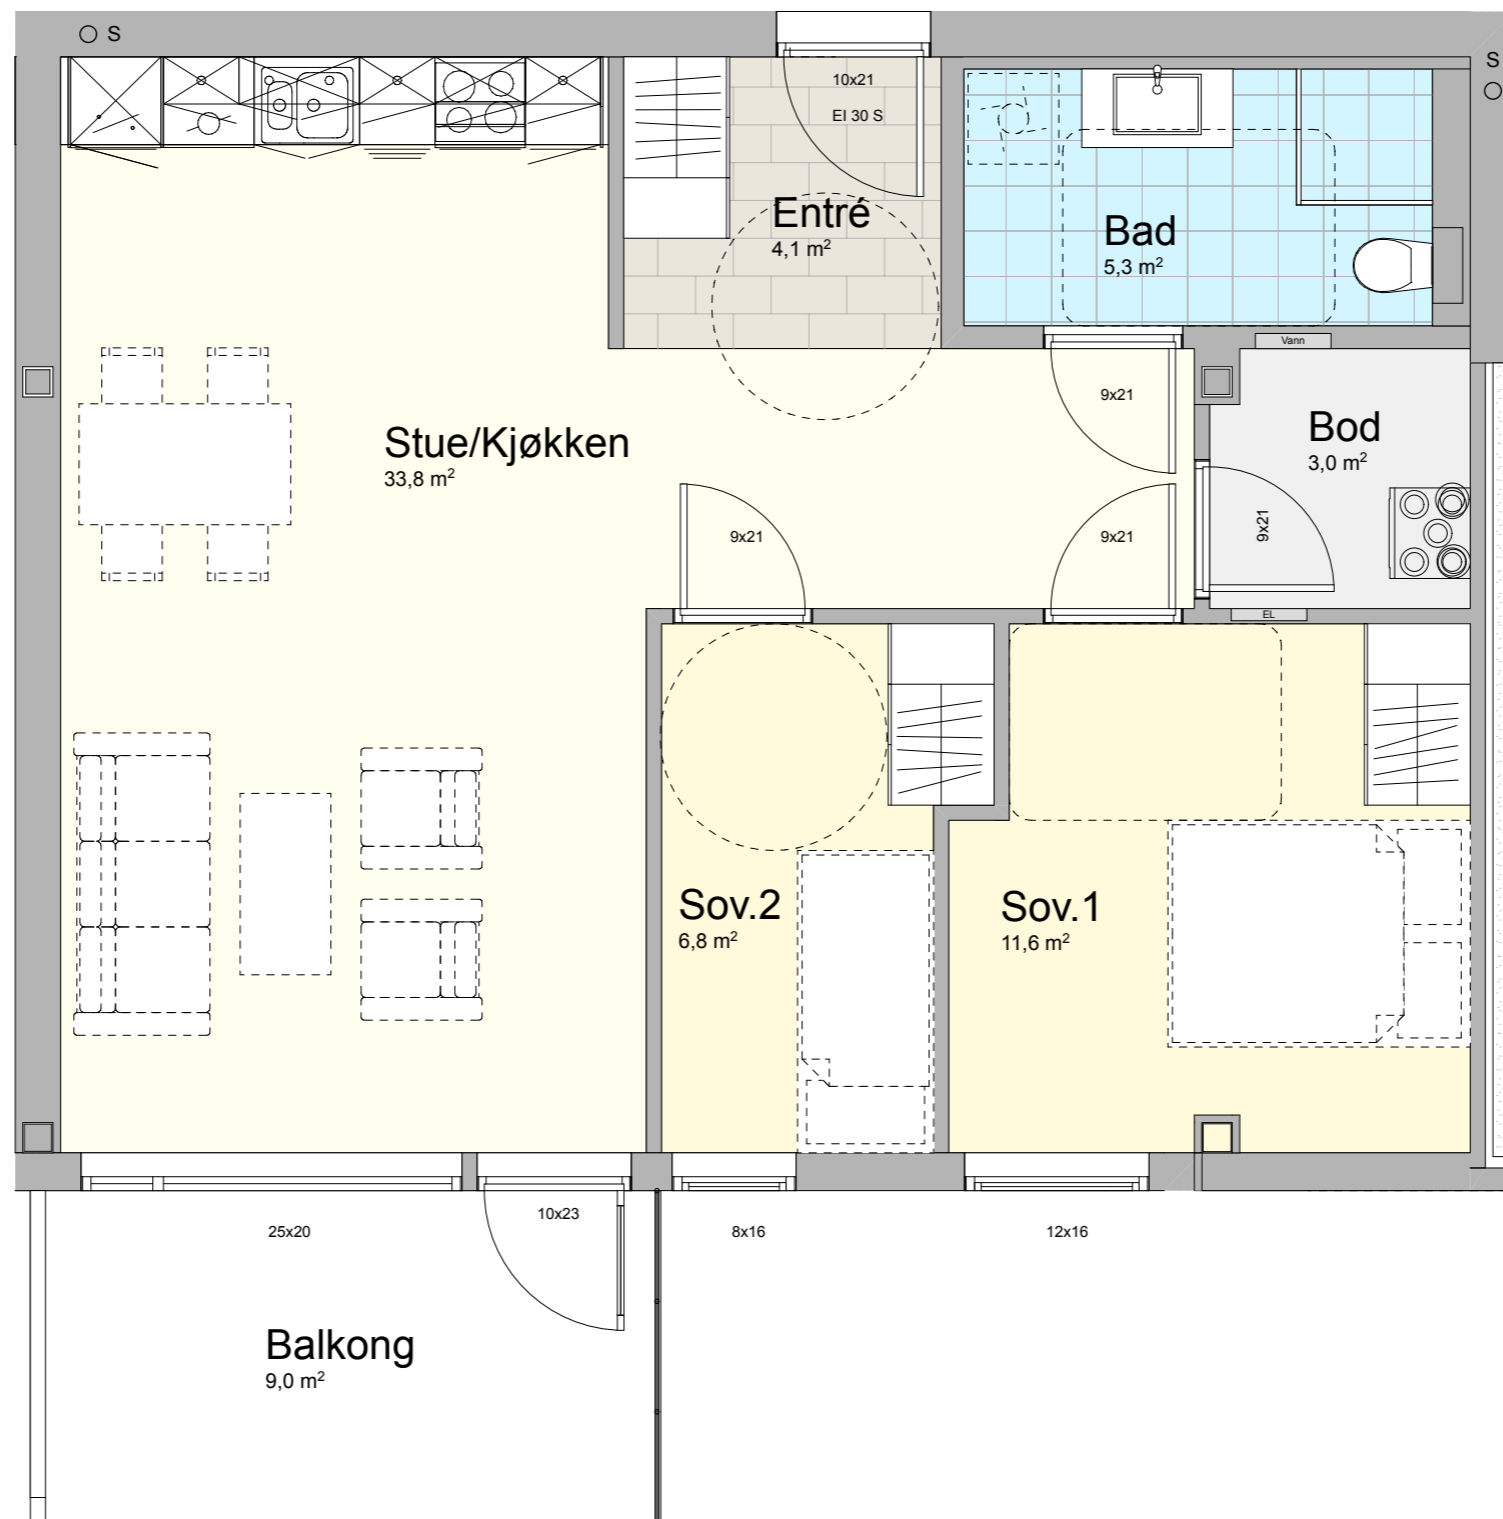 S
S
10x21
EI 30 S
Entré
4,1 m²
Bad
5,3 m²
Vann
9x21
Stue/Kjøkken
33,8 m²
Bod
3,0 m²
9x21
9x21
9x21
EL
Sov.2
6,8 m²
Sov.1
11,6 m²
25x20
10x23
8x16
12x16
Balkong
9,0 m²